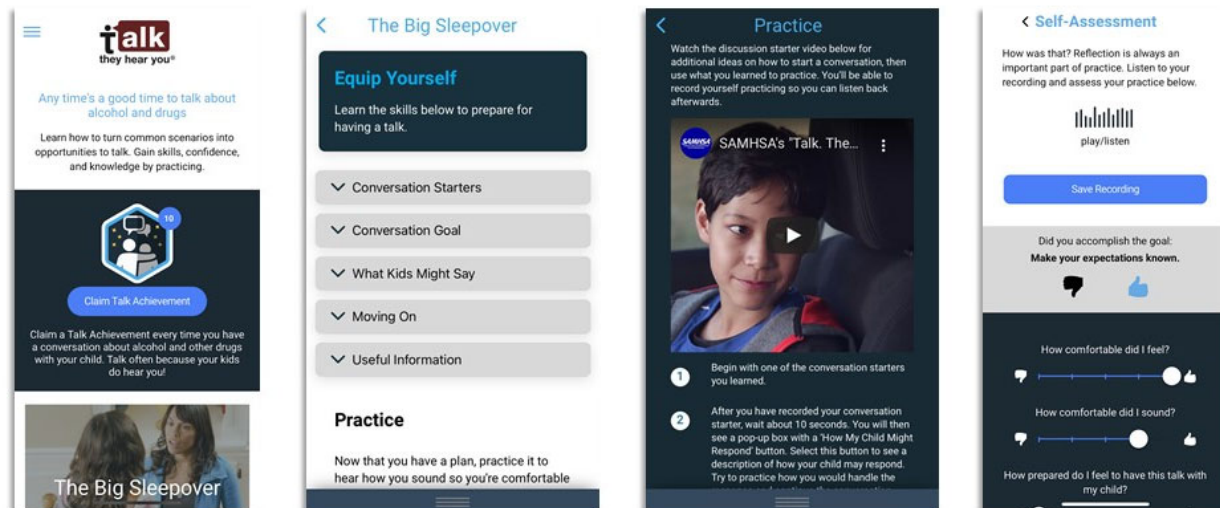 talk
they hear you®
Any time's a good time to talk about
alcohol and drugs
Learn how to turn common scenarios into
opportunities to talk. Gain skills, confidence,
and knowledge by practicing.
10
Claim Talk Achievement
Claim a Talk Achievement every time you have
a conversation about alcohol and other drugs
with your child. Talk often because your kids
do hear you!
The Big Sleepover
The Big Sleepover
Equip Yourself
Learn the skills below to prepare for
having a talk.
Conversation Starters
Conversation Goal
What Kids Might Say
Moving On
Useful Information
Practice
Now that you have a plan, practice it to
hear how you sound so you're comfortable
Practice
Watch the discussion starter video below for
additional ideas on how to start a conversation, then
use what you learned to practice. You'll be able to
record yourself practicing so you can listen back
afterwards.
SAMHSA
SAMHSA's "Talk. The...
1
Begin with one of the conversation starters
you learned.
2
After you have recorded your conversation
starter, wait about 10 seconds. You will then
see a pop-up box with a 'How My Child Might
Respond' button. Select this button to see a
description of how your child may respond.
Try to practice how you would handle the
Self-Assessment
How was that? Reflection is always an
important part of practice. Listen to your
recording and assess your practice below.
play/listen
Save Recording
Did you accomplish the goal:
Make your expectations known.
How comfortable did I feel?
How comfortable did I sound?
How prepared do I feel to have this talk with
my child?